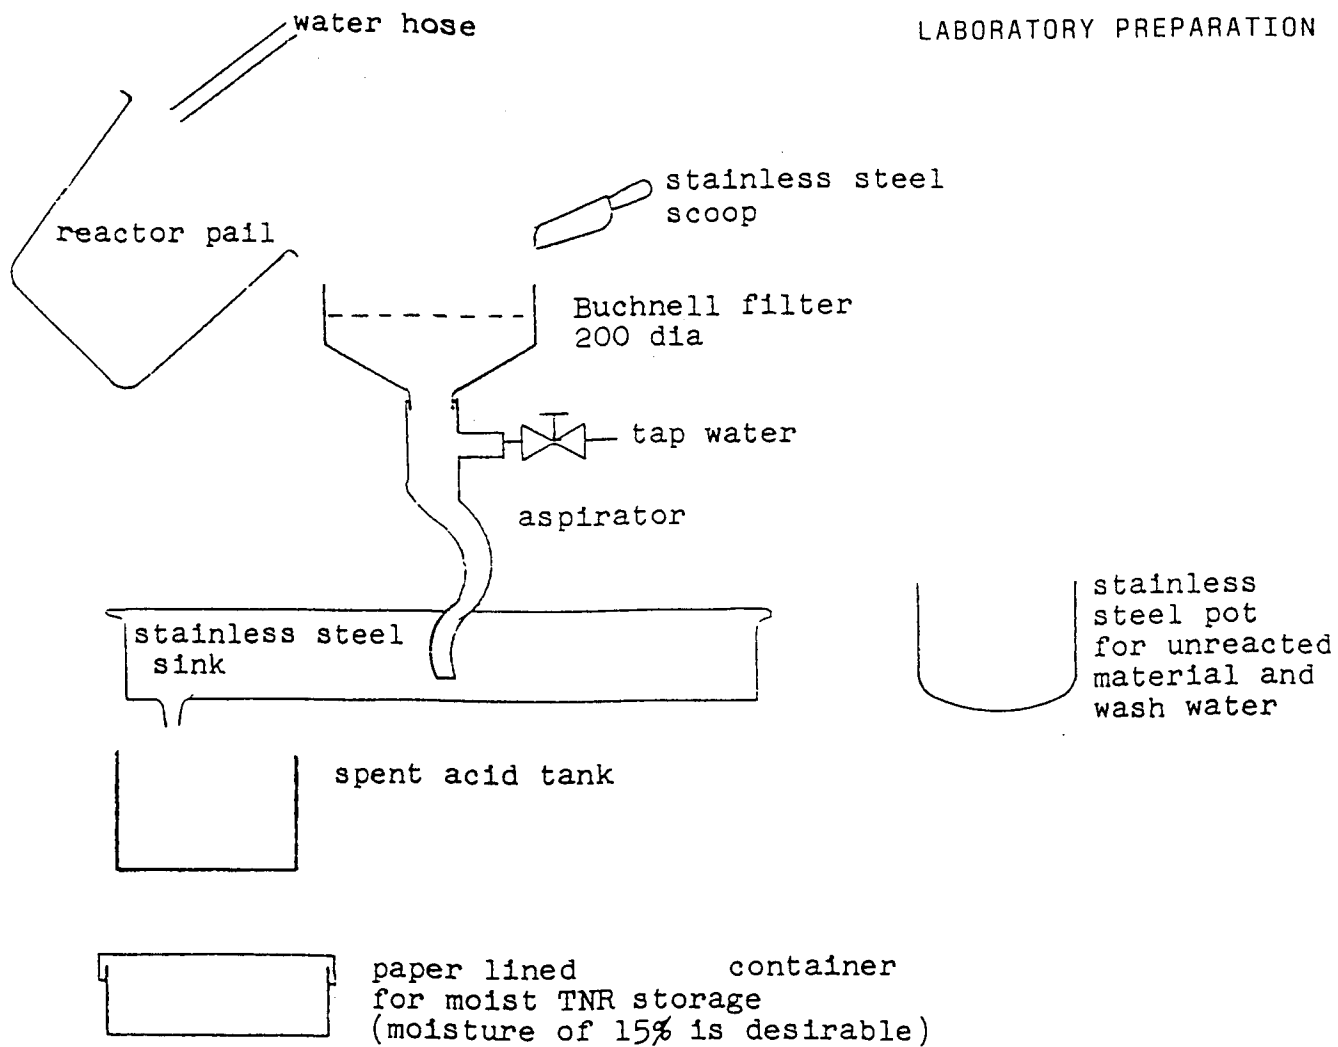 water hose
LABORATORY PREPARATION
stainless steel
scoop
reactor pail
Buchnell filter
200 dia
tap water
aspirator
stainless
steel pot
for unreacted
material and
wash water
stainless steel
sink
spent acid tank
paper lined container
for moist TNR storage
(moisture of 15% is desirable)